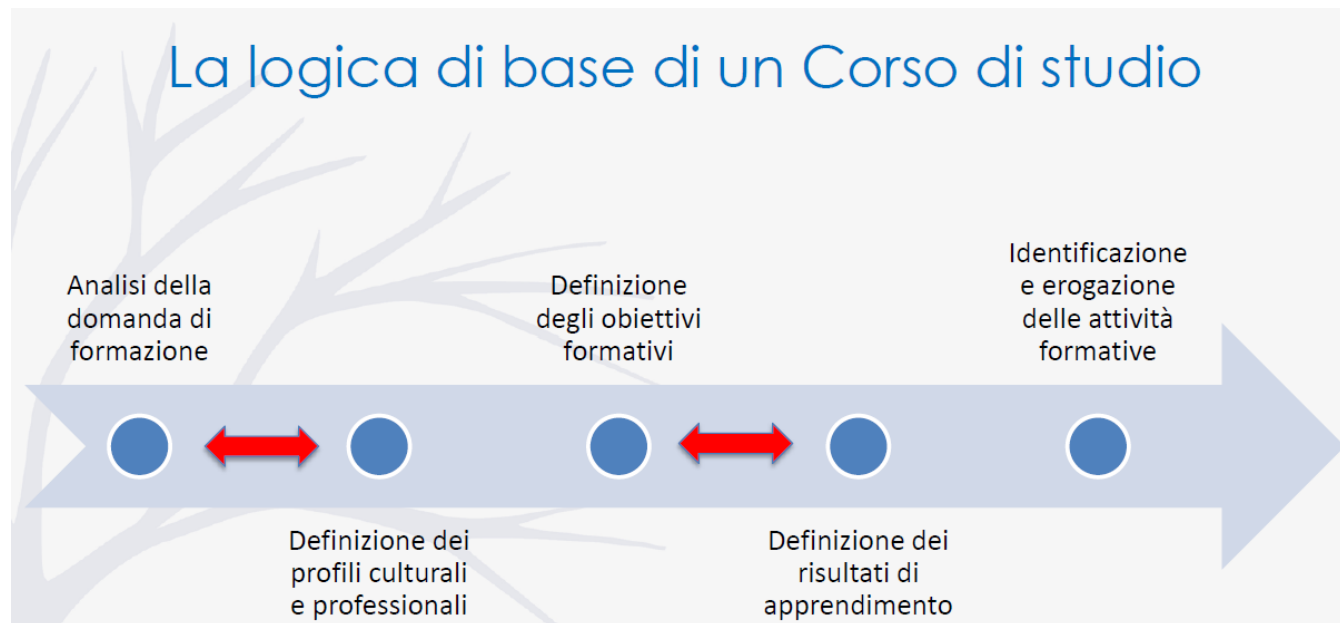 La logica di base di un Corso di studio
Analisi della
domanda di
formazione
Definizione dei
profili culturali
e professionali
Definizione
degli obiettivi
formativi
Definizione dei
risultati di
apprendimento
Identificazione
e erogazione
delle attività
formative